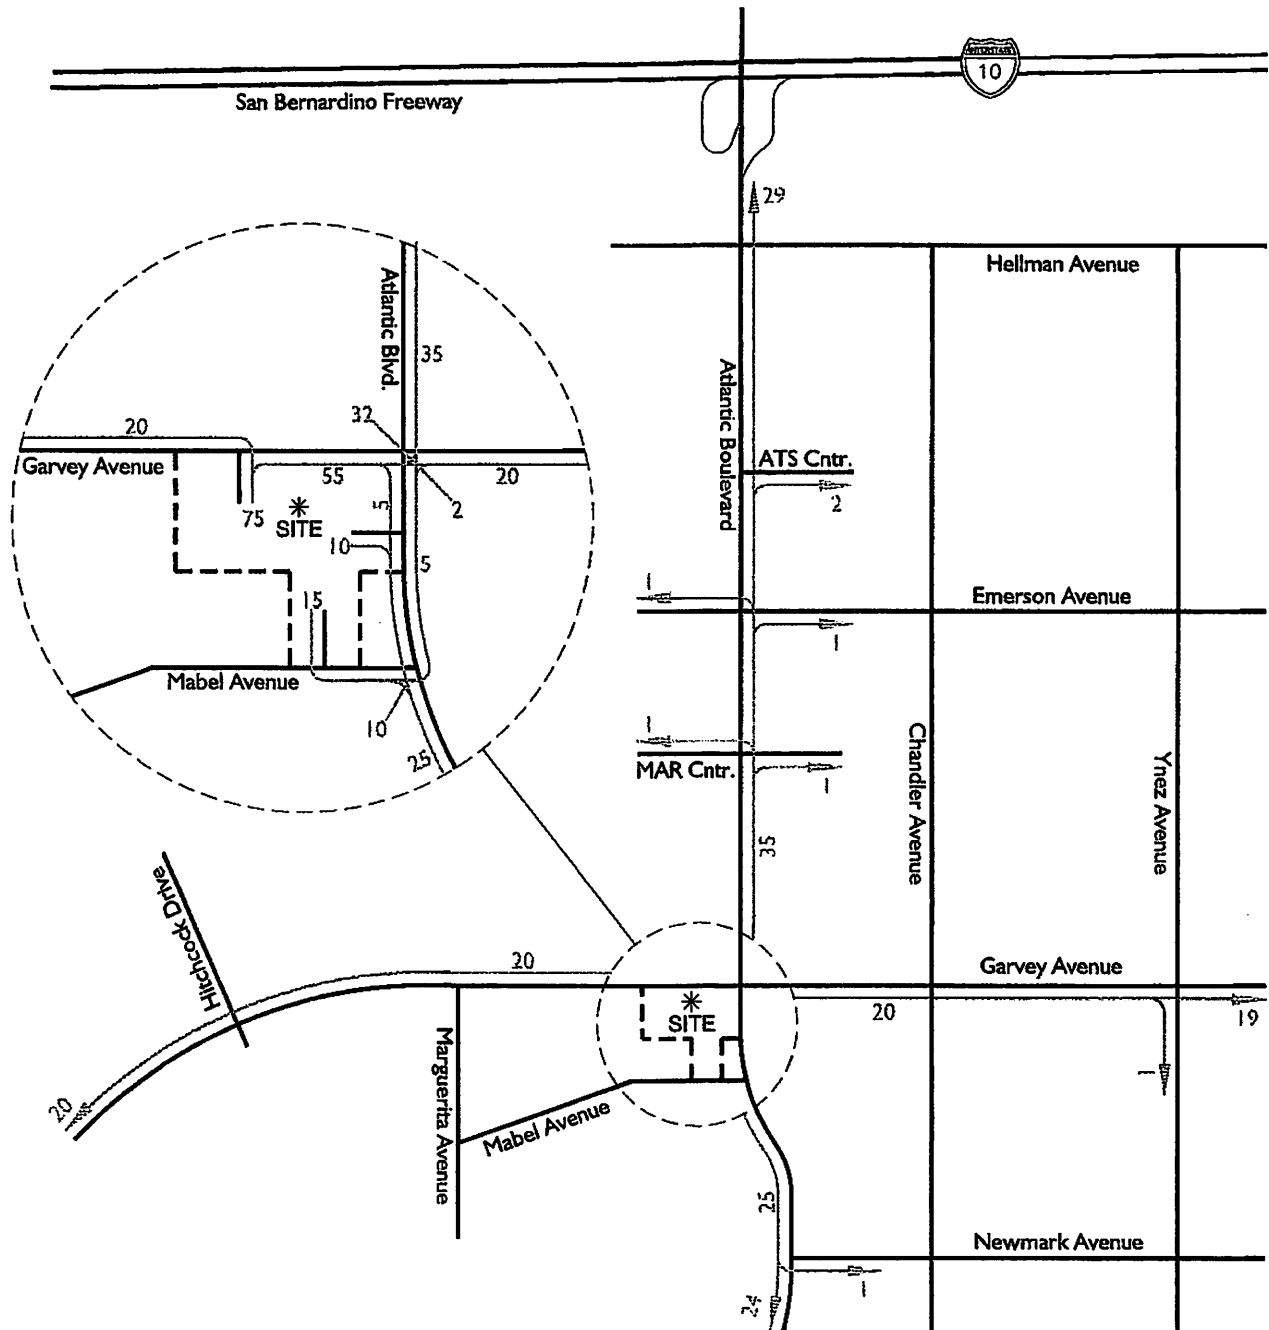 INTERSTATE
10
San Bernardino Freeway
29
Hellman Avenue
Atlantic Blvd.
35
32
20
Garvey Avenue
55
20
75
SITE
5
2
10
5
15
Mabel Avenue
10
25
Atlantic Boulevard
ATS Cntr.
2
1
Emerson Avenue
1
1
MAR Cntr.
1
Chandler Avenue
Ynez Avenue
35
Hitchcock Drive
20
Garvey Avenue
SITE
20
19
20
Marguerita Avenue
Mabel Avenue
1
25
Newmark Avenue
1
24